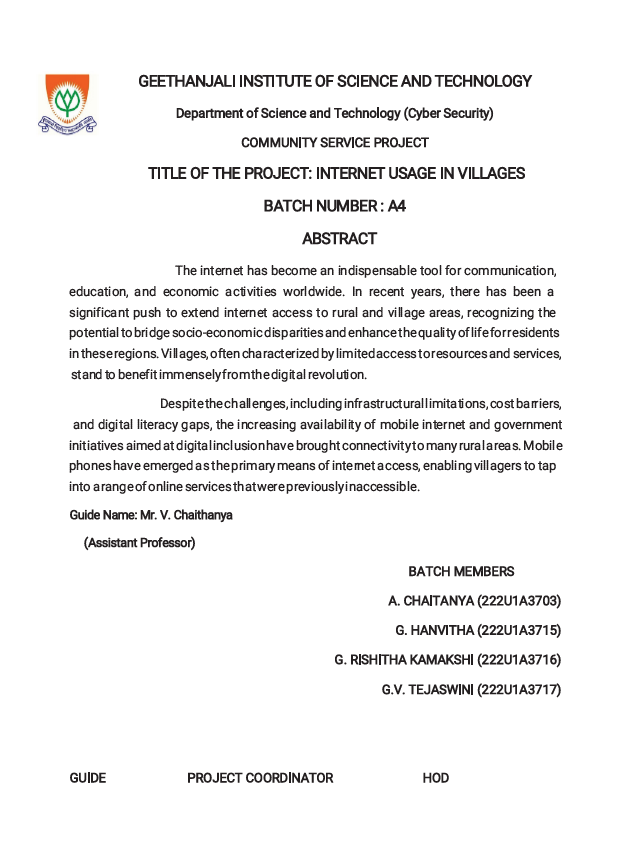 GEETHANJALI INSTITUTE OF SCIENCE AND TECHNOLOGY
Department of Science and Technology (Cyber Security)
COMMUNITY SERVICE PROJECT
TITLE OF THE PROJECT: INTERNET USAGE IN VILLAGES
BATCH NUMBER : A4
ABSTRACT
The internet has become an indispensable tool for communication,
education, and economic activities worldwide. In recent years, there has been a
significant push to extend internet access to rural and village areas, recognizing the
potential to bridge socio-economic disparities and enhance the quality of life for residents
in these regions. Villages, often characterized by limited access to resources and services,
stand to benefit immensely from the digital revolution.
Despite the challenges, including infrastructural limitations, cost barriers,
and digital literacy gaps, the increasing availability of mobile internet and government
initiatives aimed at digital inclusion have brought connectivity to many rural areas. Mobile
phones have emerged as the primary means of internet access, enabling villagers to tap
into a range of online services that were previously inaccessible.
Guide Name: Mr. V. Chaithanya
(Assistant Professor)
BATCH MEMBERS
A. CHAITANYA (222U1A3703)
G. HANVITHA (222U1A3715)
G. RISHITHA KAMAKSHI (222U1A3716)
G.V. TEJASWINI (222U1A3717)
GUIDE PROJECT COORDINATOR HOD